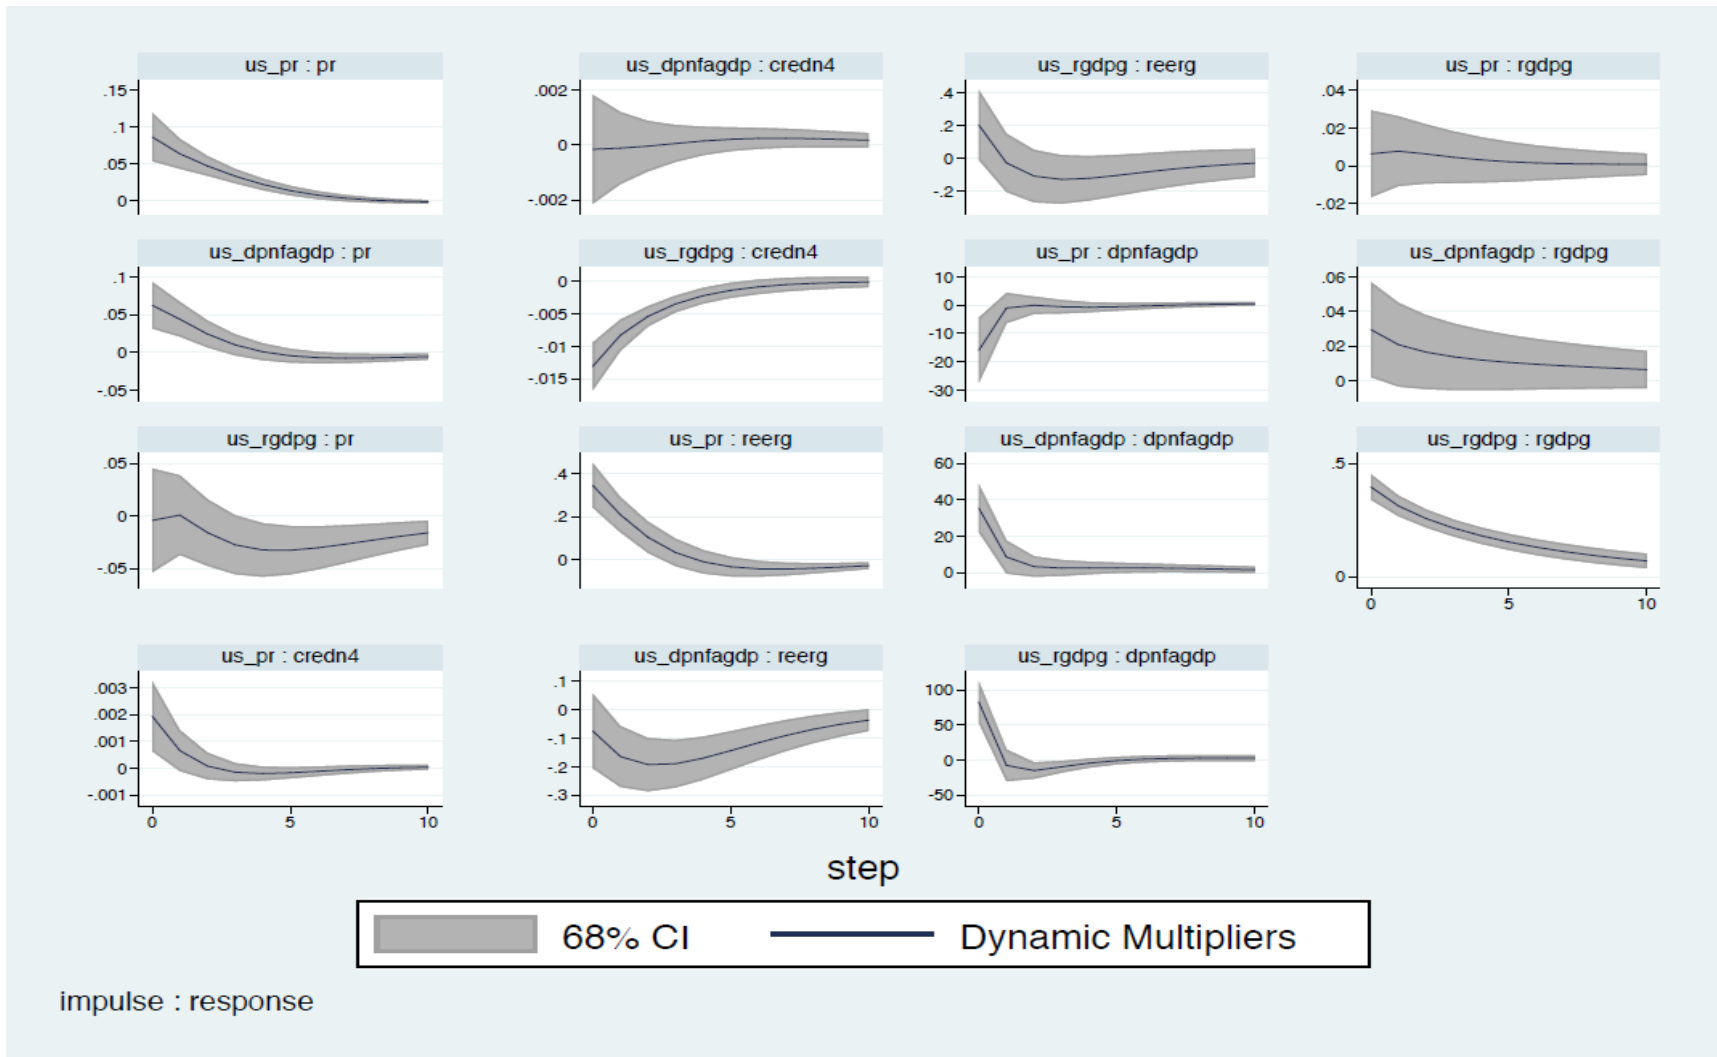 us_pr : pr
.15
.1
.05
0
us_dpnfagdp : credn4
.002
0
-.002
us_rgdpg : reerg
.4
.2
0
-.2
us_pr : rgdpg
.04
.02
0
-.02
us_dpnfagdp : pr
.1
.05
0
-.05
us_rgdpg : credn4
0
-.005
-.01
-.015
us_pr : dpnfagdp
10
0
-10
-20
-30
us_dpnfagdp : rgdpg
.06
.04
.02
0
us_rgdpg : pr
.05
0
-.05
us_pr : reerg
.4
.2
0
us_dpnfagdp : dpnfagdp
60
40
20
0
us_rgdpg : rgdpg
.5
0
0 5 10
us_pr : credn4
.003
.002
.001
0
-.001
0 5 10
us_dpnfagdp : reerg
.1
0
-.1
-.2
-.3
0 5 10
us_rgdpg : dpnfagdp
100
50
0
-50
0 5 10
step
68% CI Dynamic Multipliers
impulse : response